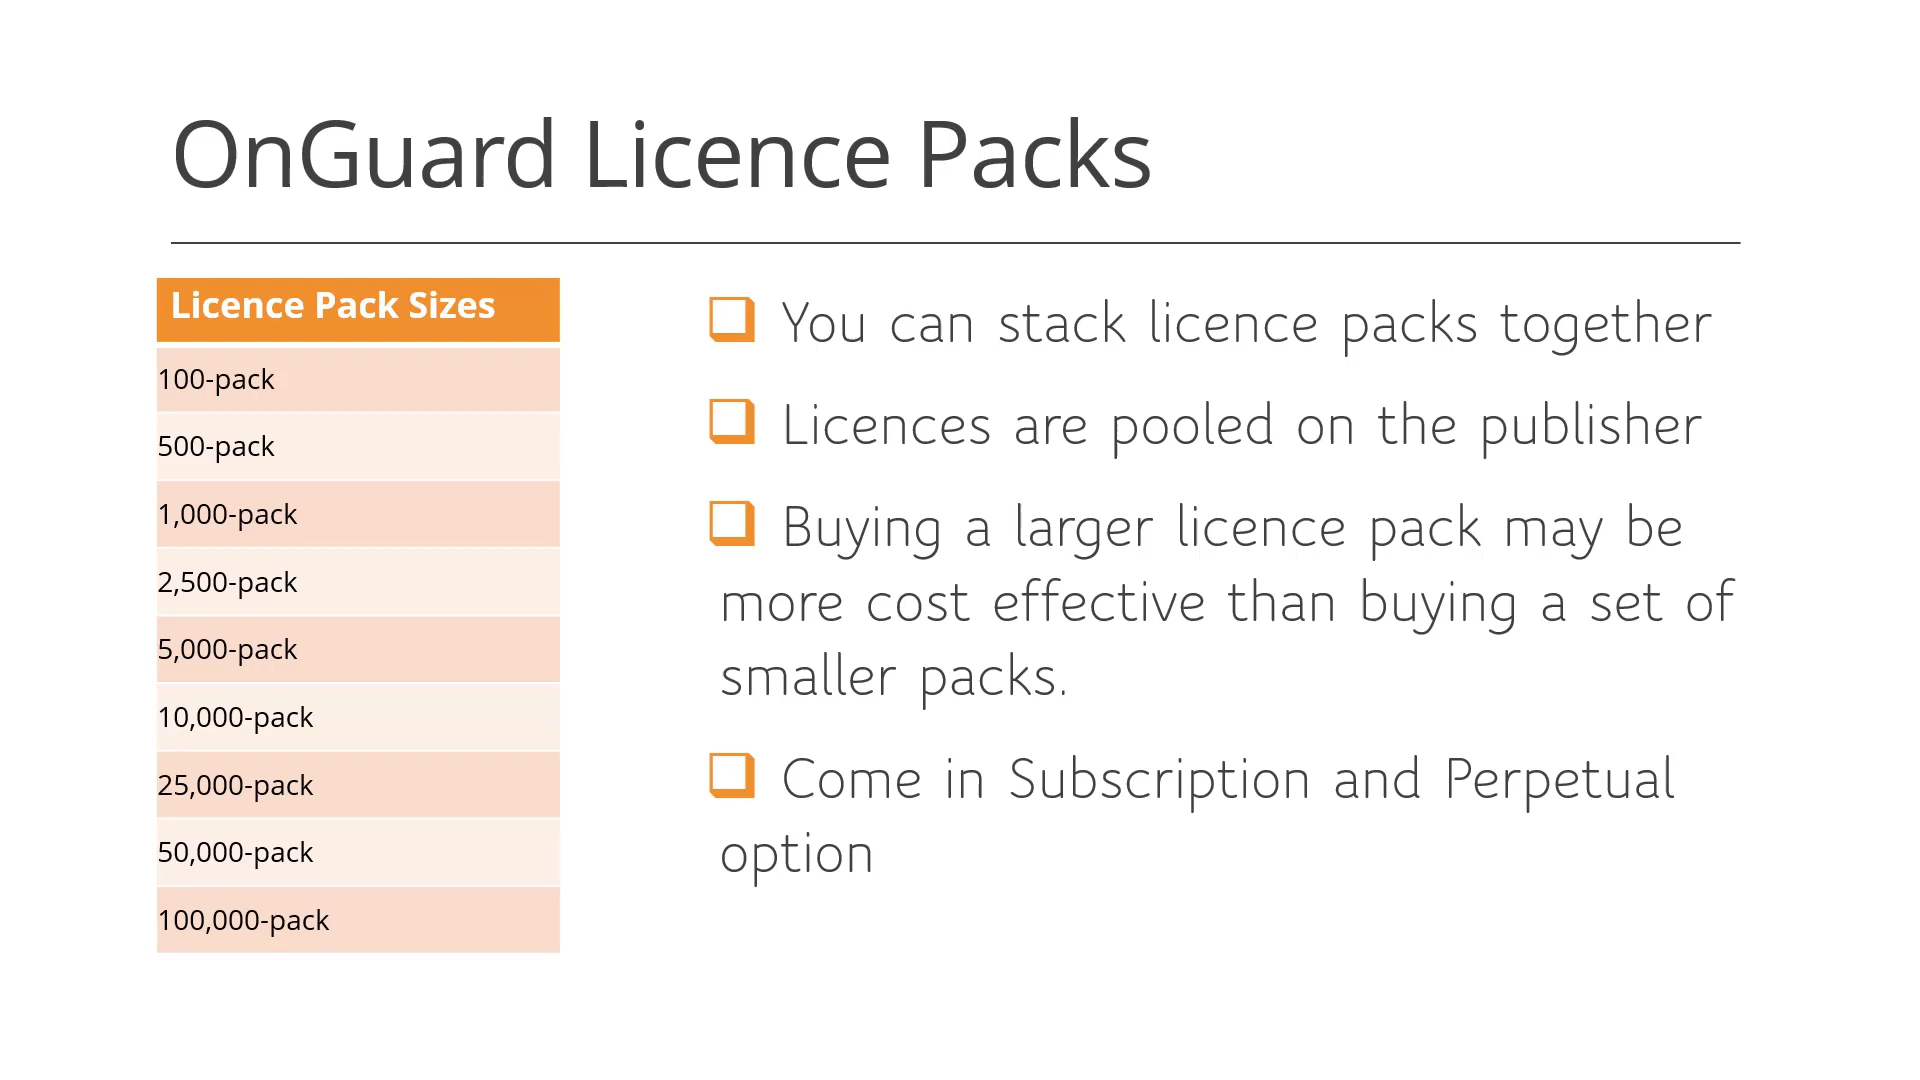 OnGuard Licence Packs
Licence Pack Sizes
100-pack
500-pack
1,000-pack
2,500-pack
5,000-pack
10,000-pack
25,000-pack
50,000-pack
100,000-pack
You can stack licence packs together
Licences are pooled on the publisher
Buying a larger licence pack may be
more cost effective than buying a set of
smaller packs.
Come in Subscription and Perpetual
option